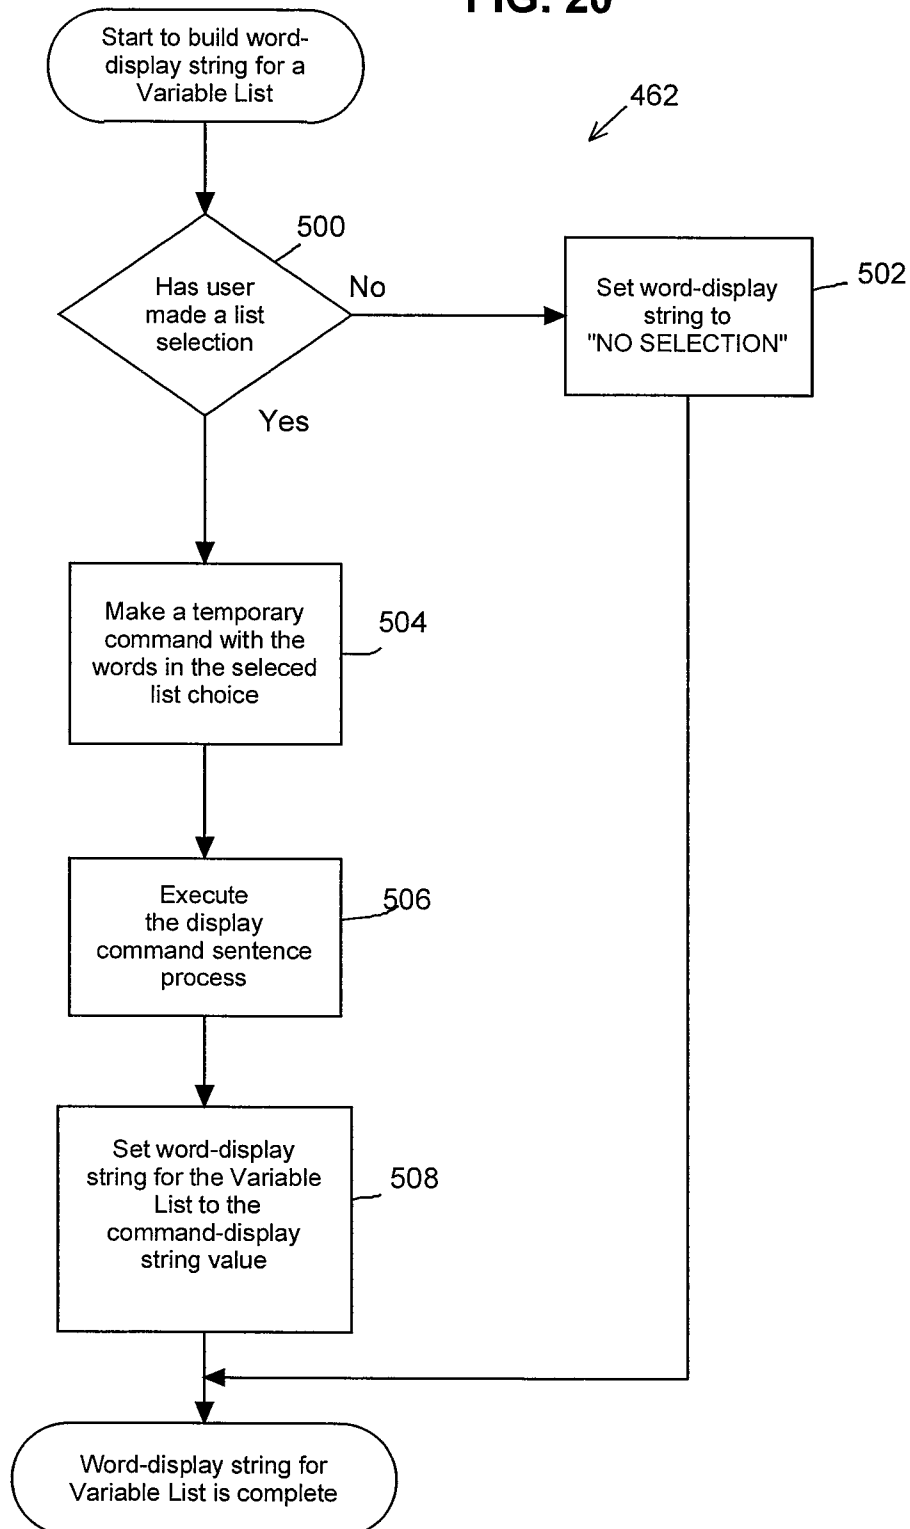 FIG. 20
Start to build word-
display string for a
Variable List
462
500
Has user
made a list
selection
No
Set word-display
string to
"NO SELECTION"
502
Yes
Make a temporary
command with the
words in the seleced
list choice
504
Execute
the display
command sentence
process
506
Set word-display
string for the Variable
List to the
command-display
string value
508
Word-display string for
Variable List is complete